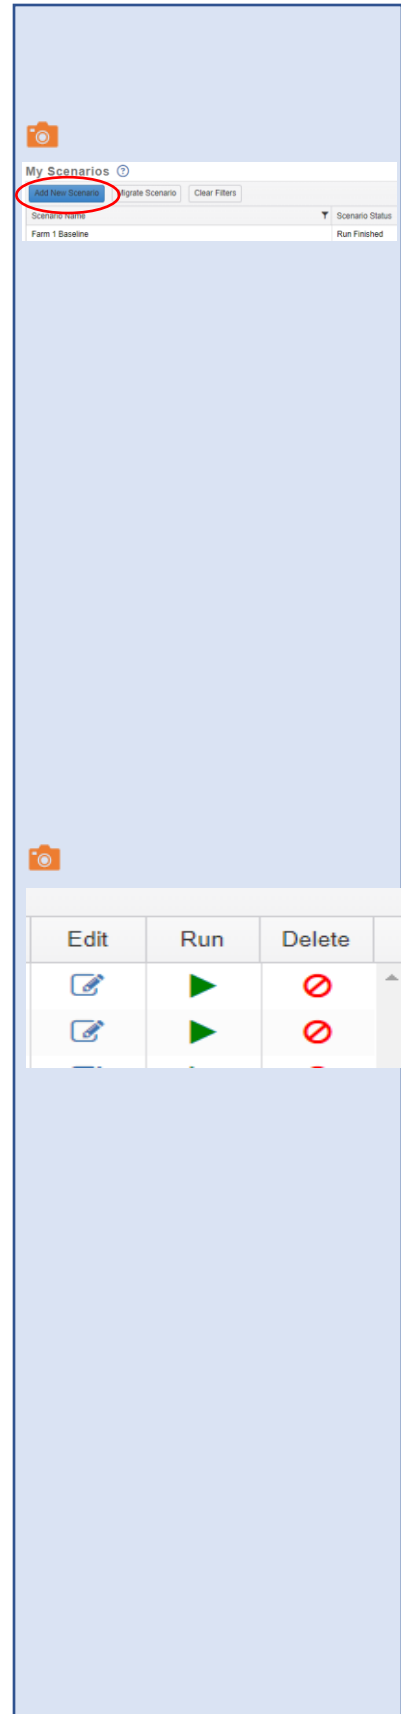 My Scenarios ?
Add New Scenario Migrate Scenario Clear Filters
Scenario Name Scenario Status
Farm 1 Baseline Run Finished
Edit Run Delete